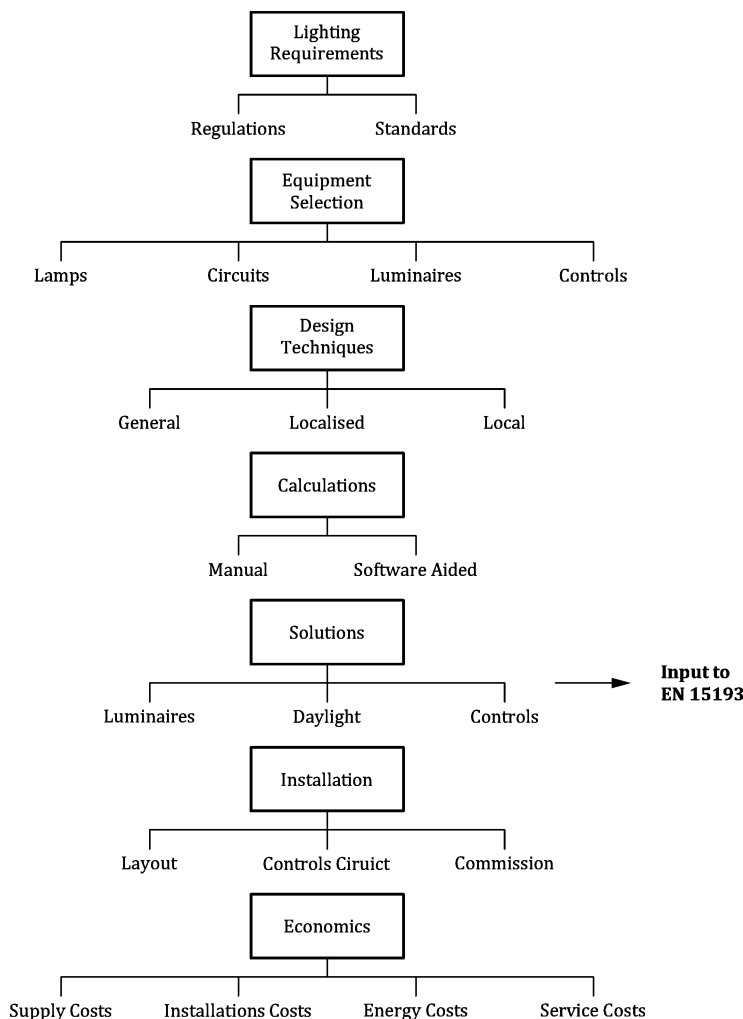 Lighting
Requirements
Regulations Standards
Equipment
Selection
Lamps Circuits Luminaires Controls
Design
Techniques
General Localised Local
Calculations
Manual Software Aided
Solutions
Input to
EN 15193
Luminaires Daylight Controls
Installation
Layout Controls Ciruict Commission
Economics
Supply Costs Installations Costs Energy Costs Service Costs